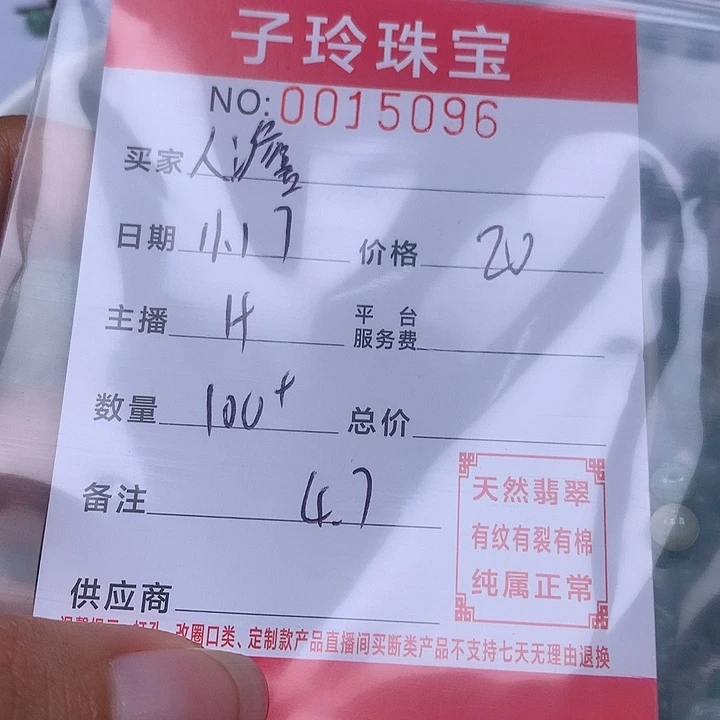 子玲珠宝
NO: 0015096
买家 人
日期 11.17 价格 20
主播 H 平台服务费
数量 100+ 总价
备注 4.7
天然翡翠
有纹有裂有棉
纯属正常
供应商
改圈口类、定制款产品直播间买断类产品不支持七天无理由退换